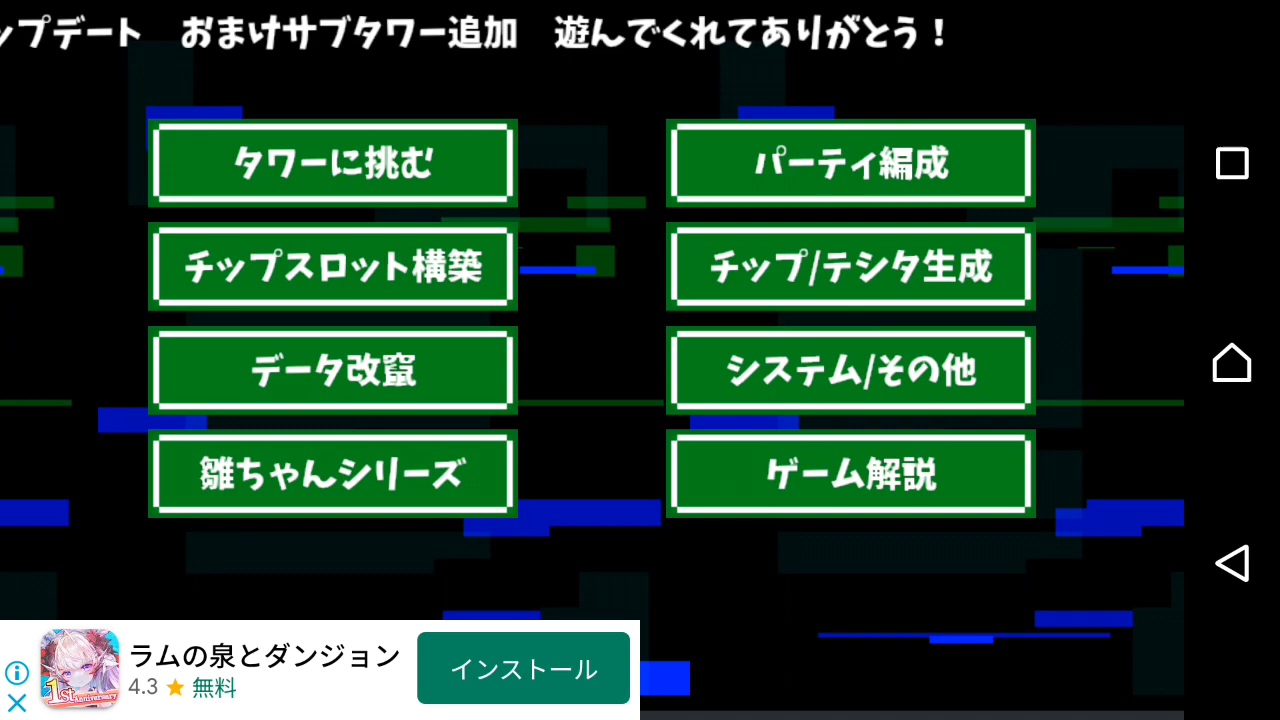 ップデート　おまけサブタワー追加　遊んでくれてありがとう！
タワーに挑む
パーティ編成
チップスロット構築
チップ/テシタ生成
データ改竄
システム/その他
雛ちゃんシリーズ
ゲーム解説
1st Anniversary
ラムの泉とダンジョン
4.3 ★ 無料
インストール